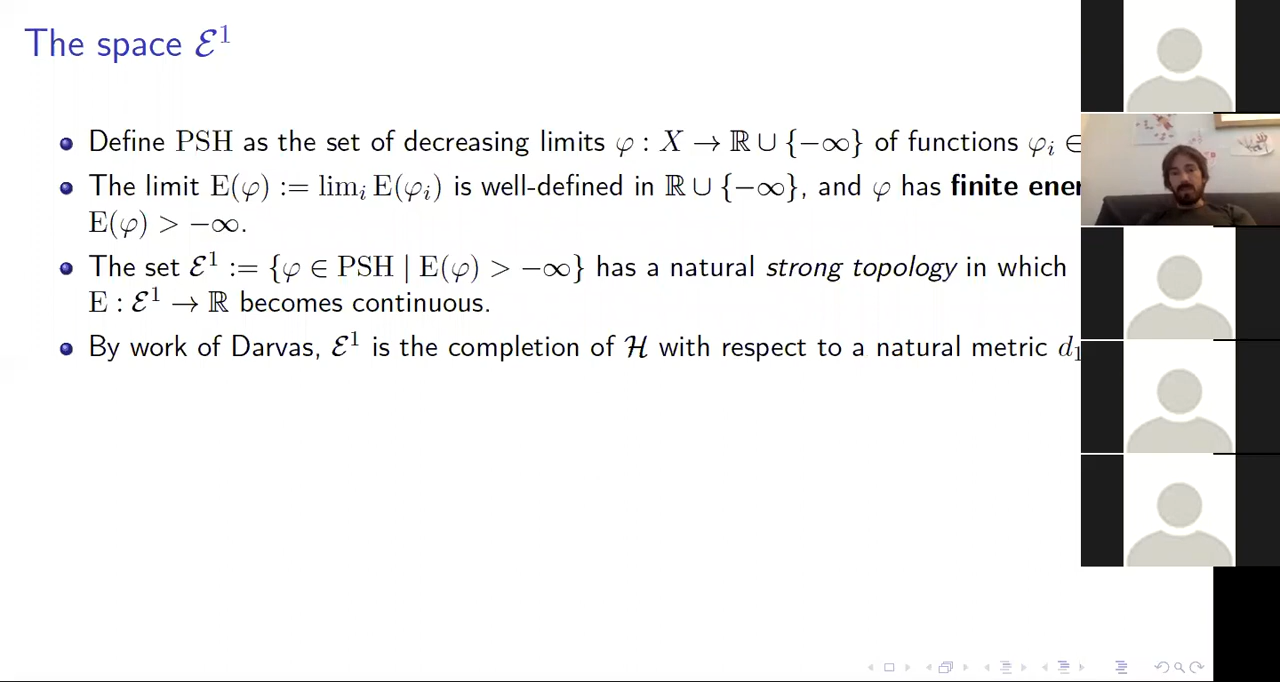 The space ℰ¹
Define PSH as the set of decreasing limits φ : X → ℝ ∪ {−∞} of functions φᵢ ∈
The limit E(φ) := limᵢ E(φᵢ) is well-defined in ℝ ∪ {−∞}, and φ has finite
E(φ) > −∞.
The set ℰ¹ := {φ ∈ PSH | E(φ) > −∞} has a natural strong topology in which
E : ℰ¹ → ℝ becomes continuous.
By work of Darvas, ℰ¹ is the completion of ℋ with respect to a natural metric d₁